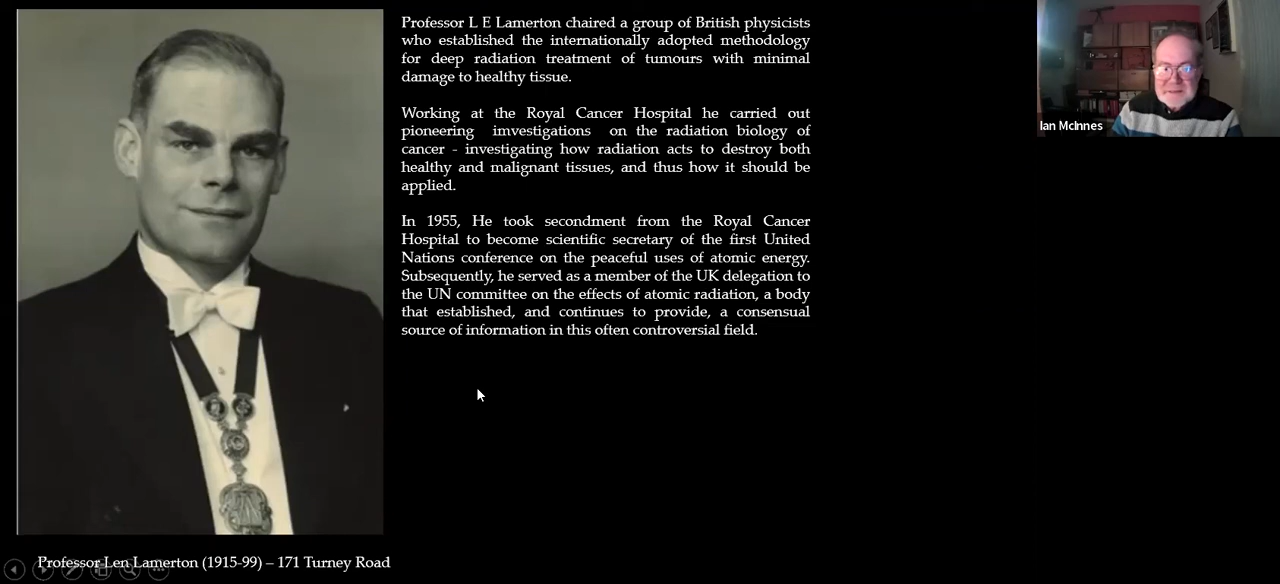 Professor L E Lamerton chaired a group of British physicists
who established the internationally adopted methodology
for deep radiation treatment of tumours with minimal
damage to healthy tissue.
Working at the Royal Cancer Hospital he carried out
pioneering imvestigations on the radiation biology of
cancer - investigating how radiation acts to destroy both
healthy and malignant tissues, and thus how it should be
applied.
In 1955, He took secondment from the Royal Cancer
Hospital to become scientific secretary of the first United
Nations conference on the peaceful uses of atomic energy.
Subsequently, he served as a member of the UK delegation to
the UN committee on the effects of atomic radiation, a body
that established, and continues to provide, a consensual
source of information in this often controversial field.
Ian McInnes
Professor Len Lamerton (1915-99) – 171 Turney Road